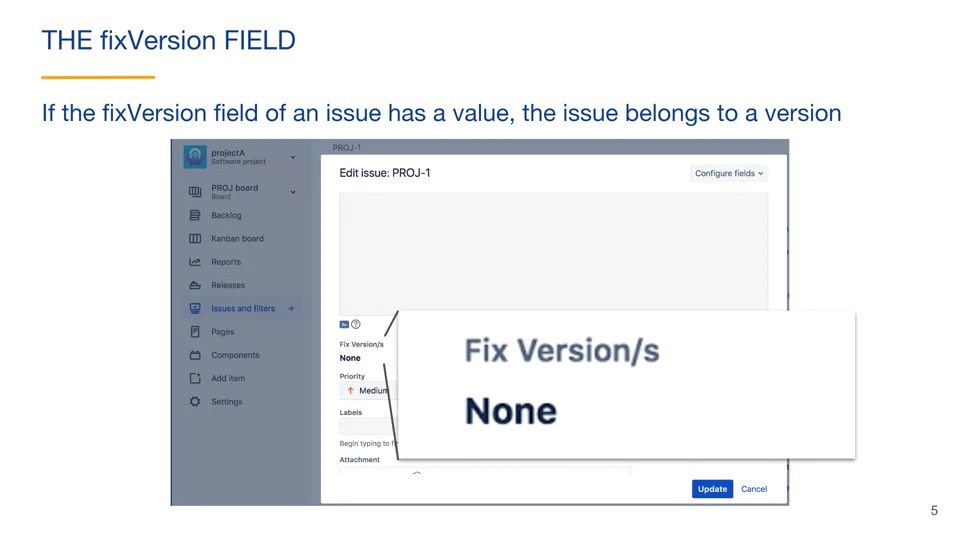 THE fixVersion FIELD
If the fixVersion field of an issue has a value, the issue belongs to a version
projectA
Software project
PROJ board
Board
Backlog
Kanban board
Reports
Releases
Issues and filters
Pages
Components
Add item
Settings
PROJ-1
Edit issue: PROJ-1
Configure fields
Fix Version/s
None
Priority
Medium
Labels
Begin typing to
Attachment
Fix Version/s
None
Update
Cancel
5